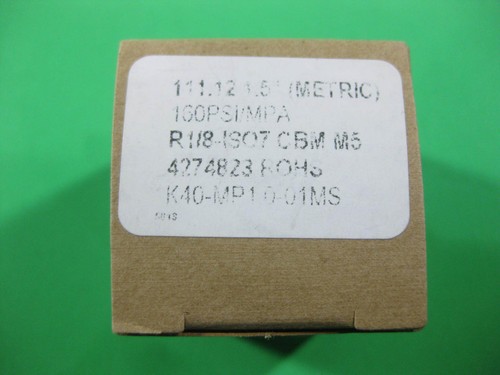 111.12 1.5" (METRIC)
160PSI/MPA
R1/8-ISO7 CBM M5
4274823 ROHS
K40-MP1.0-01MS